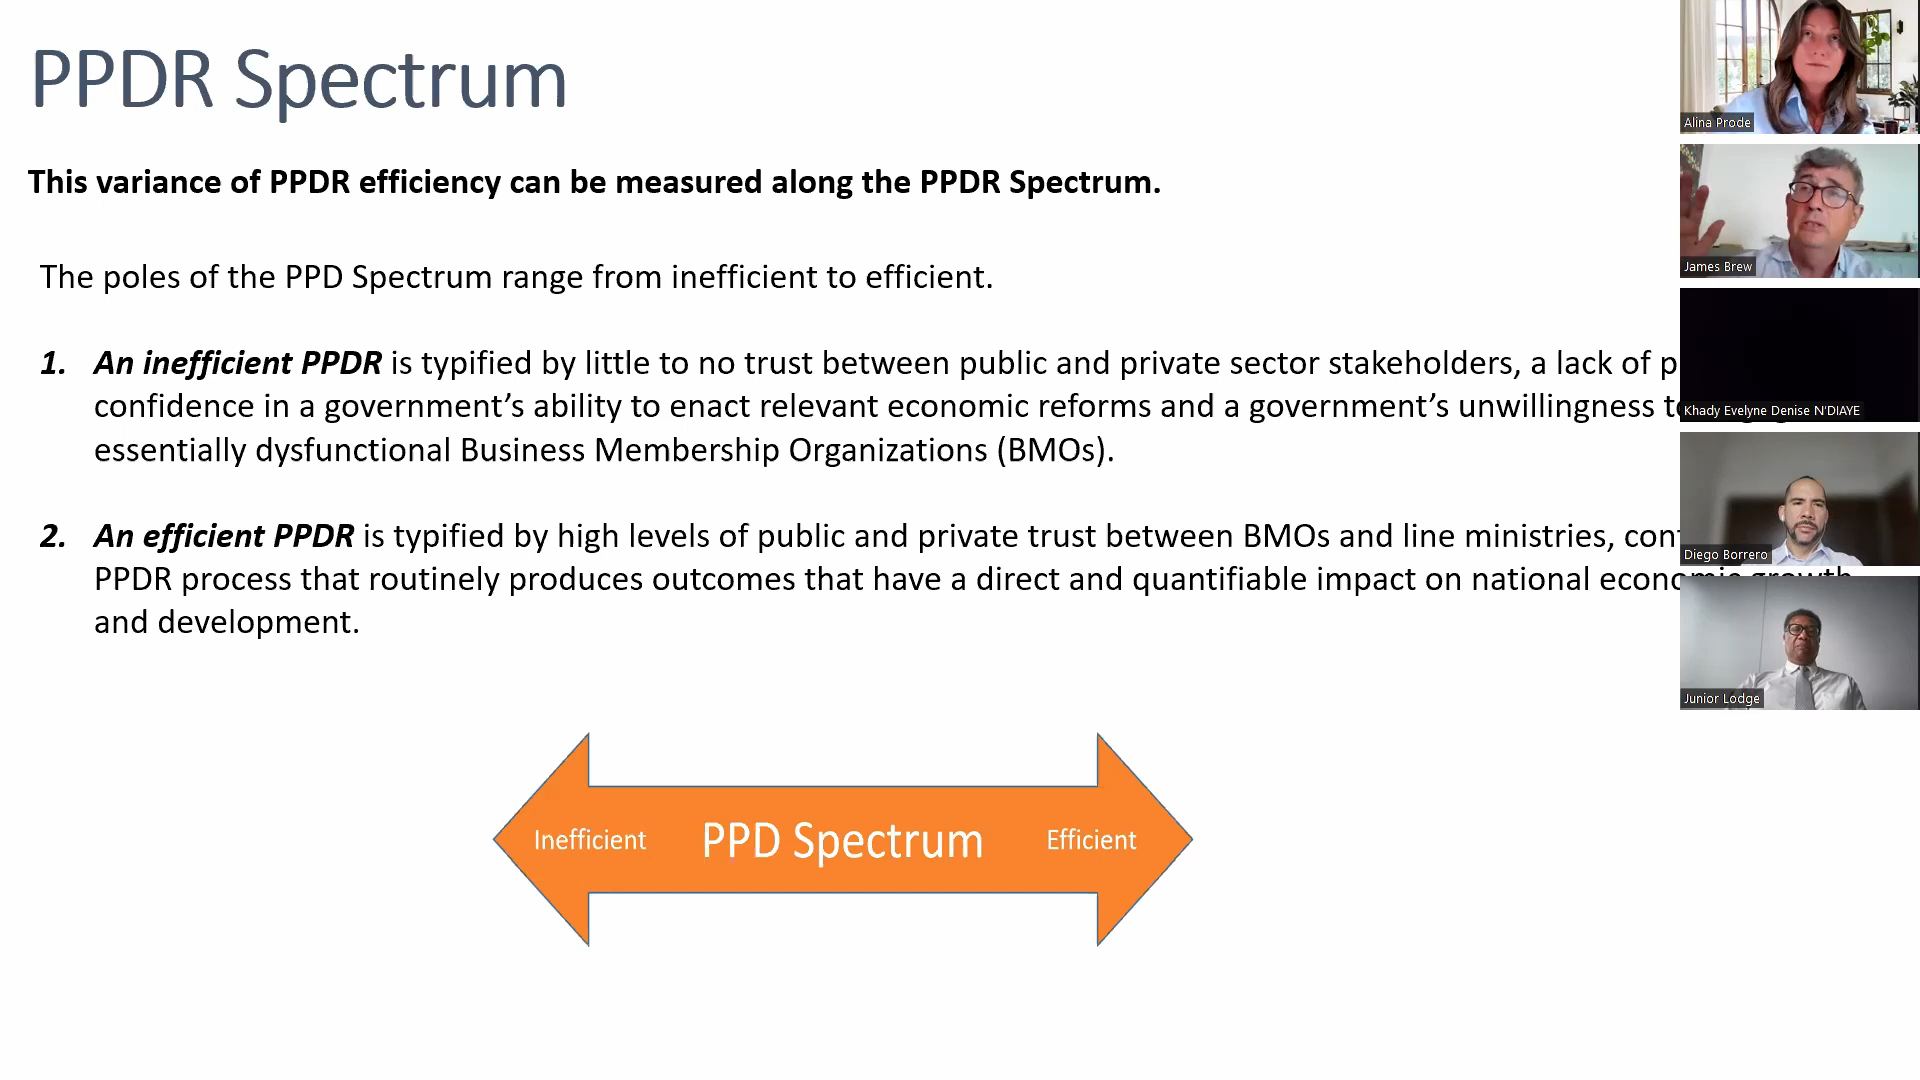 PPDR Spectrum
This variance of PPDR efficiency can be measured along the PPDR Spectrum.
The poles of the PPD Spectrum range from inefficient to efficient.
1. An inefficient PPDR is typified by little to no trust between public and private sector stakeholders, a lack of
confidence in a government’s ability to enact relevant economic reforms and a government’s unwillingness
essentially dysfunctional Business Membership Organizations (BMOs).
2. An efficient PPDR is typified by high levels of public and private trust between BMOs and line ministries,
PPDR process that routinely produces outcomes that have a direct and quantifiable impact on national economic growth
and development.
Inefficient PPD Spectrum Efficient
Alina Prode
James Brew
Khady Evelyne Denise N'DIAYE
Diego Borrero
Junior Lodge